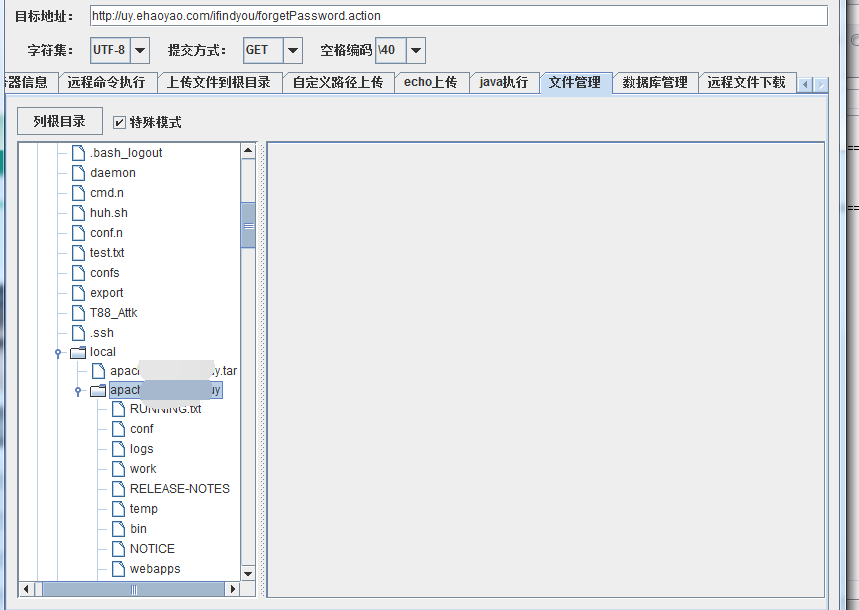 目标地址： http://uy.ehaoyao.com/ifindyou/forgetPassword.action
字符集： UTF-8 提交方式： GET 空格编码 \40
器信息 远程命令执行 上传文件到根目录 自定义路径上传 echo上传 java执行 文件管理 数据库管理 远程文件下载
列根目录 特殊模式
.bash_logout
daemon
cmd.n
huh.sh
conf.n
test.txt
confs
export
T88_Attk
.ssh
local
apac y.tar
apac uy
RUNNING.txt
conf
logs
work
RELEASE-NOTES
temp
bin
NOTICE
webapps